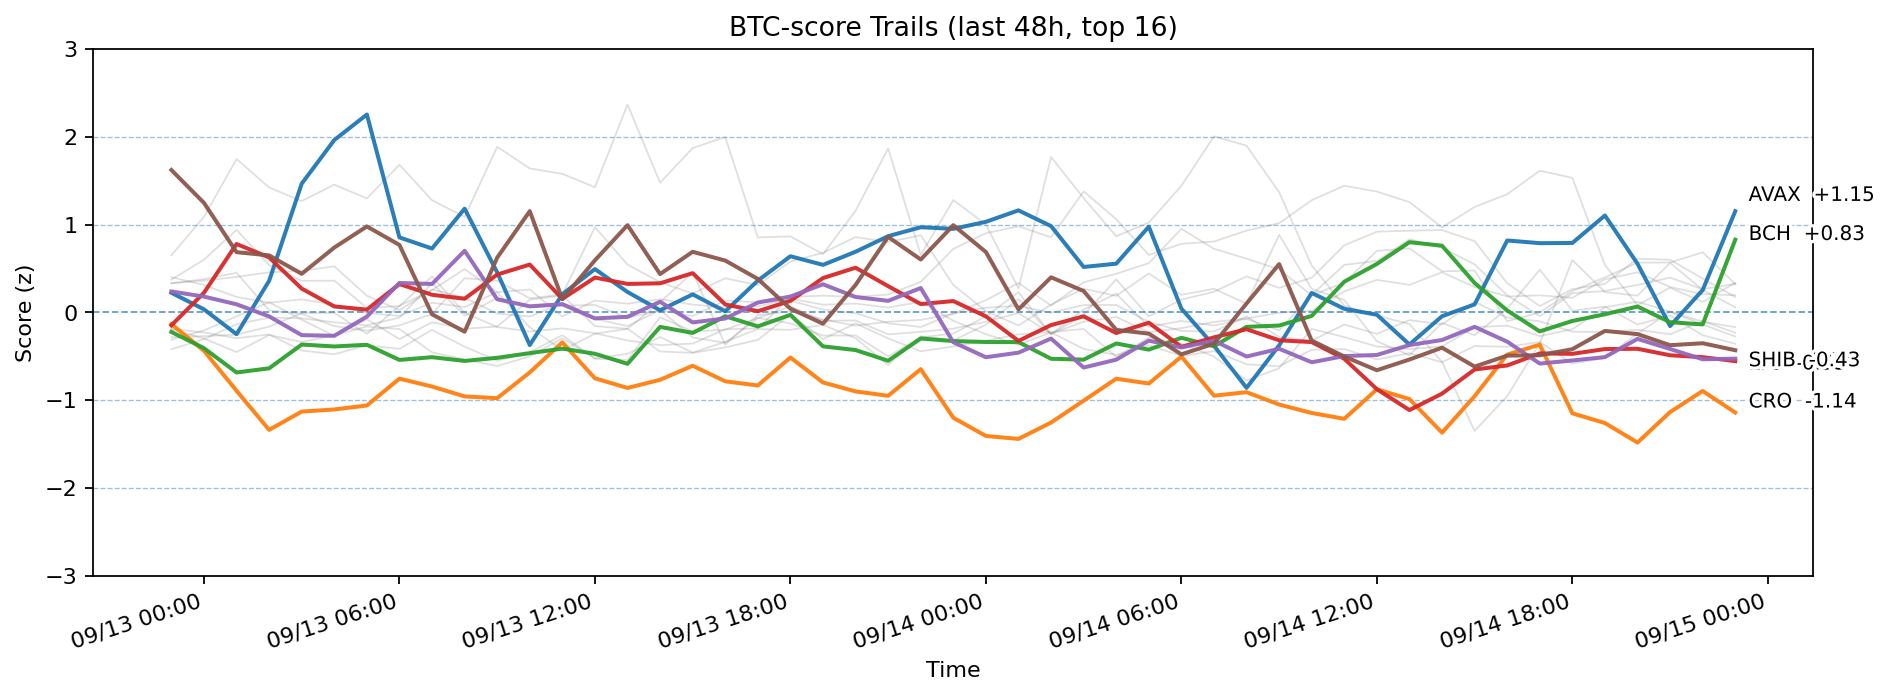 BTC-score Trails (last 48h, top 16)
Score (z)
3
2
1
0
−1
−2
−3
AVAX +1.15
BCH +0.83
SHIB -0.43
CRO -1.14
09/13 00:00
09/13 06:00
09/13 12:00
09/13 18:00
09/14 00:00
09/14 06:00
09/14 12:00
09/14 18:00
09/15 00:00
Time